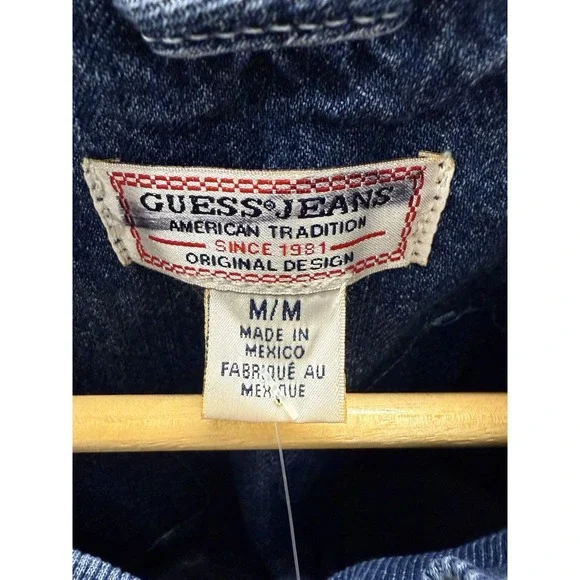 GUESS® JEANS
AMERICAN TRADITION
SINCE 1981
ORIGINAL DESIGN
M/M
MADE IN
MEXICO
FABRIQUÉ AU
MEXIQUE